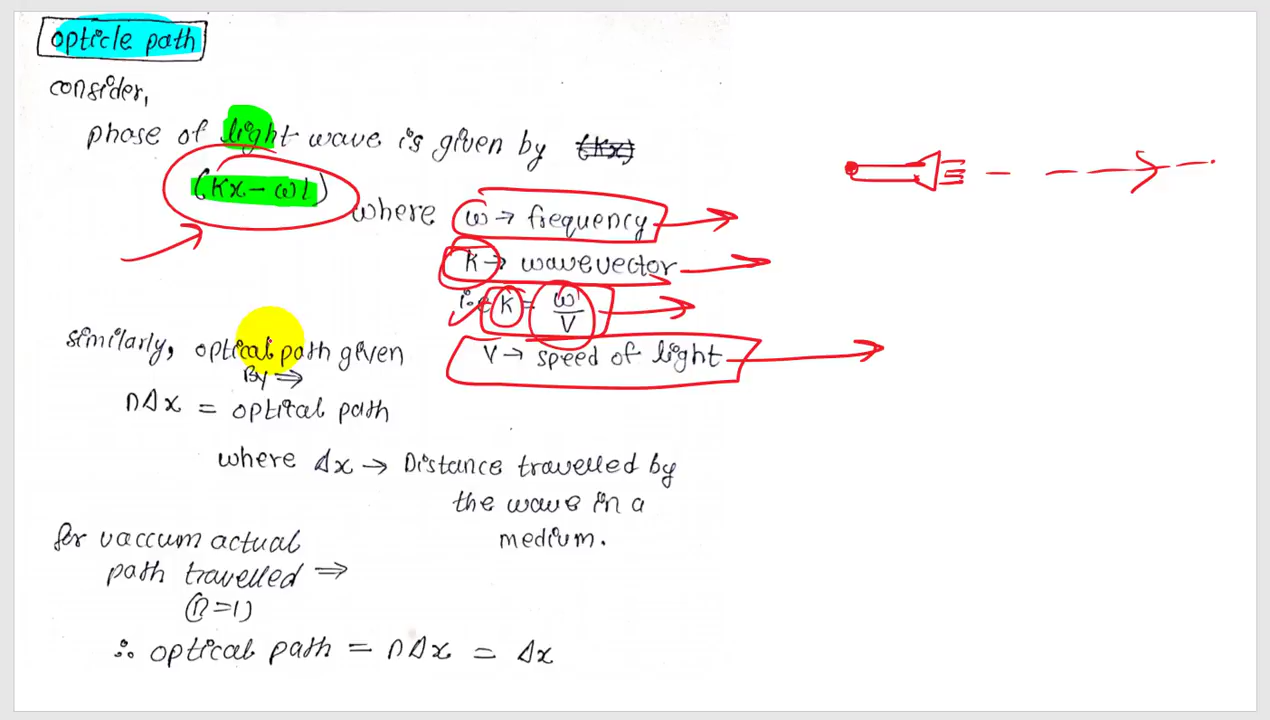 opticle path
consider,
phase of light wave is given by (Kx)
(Kx - ωt) where ω → frequency
K → wavevector
i.e K = ω/V
V → speed of light
similarly, optical path given
By ⇒
nΔx = optical path
where Δx → Distance travelled by
the wave in a
medium.
for vaccum actual
path travelled ⇒
(n=1)
∴ optical path = nΔx = Δx